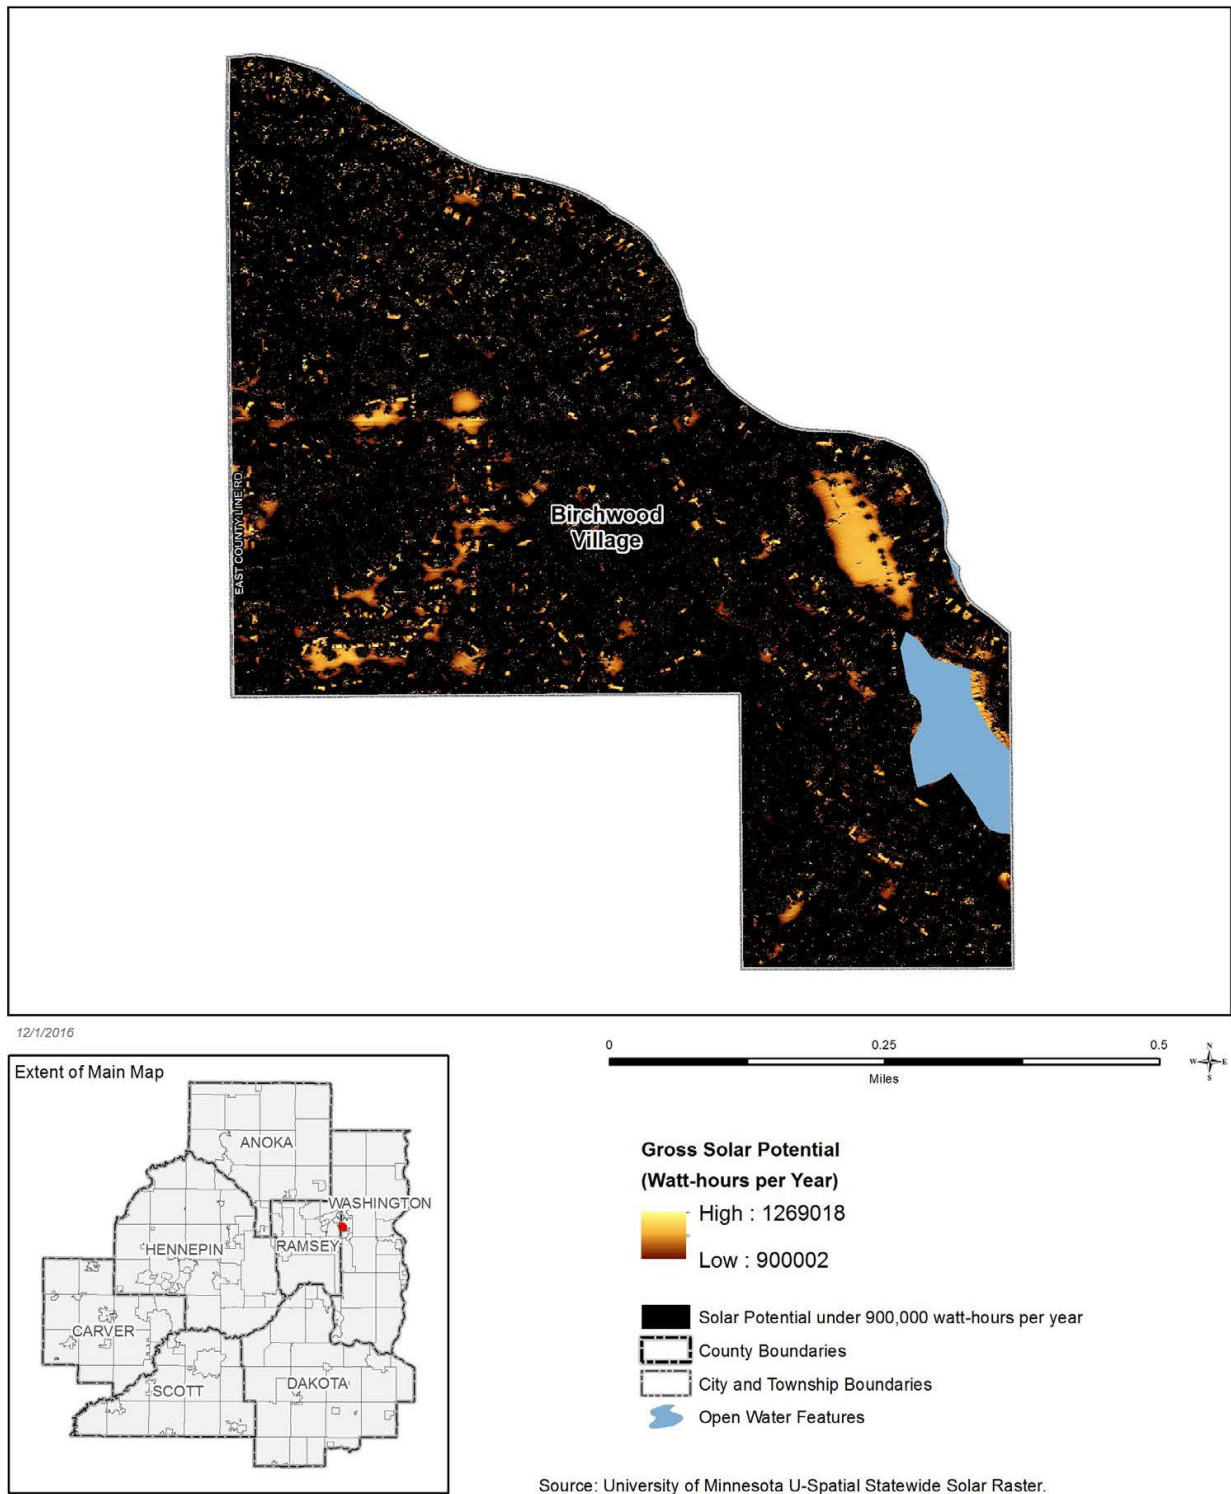 EAST COUNTY LINE RD
Birchwood
Village
12/1/2016
0 0.25 0.5
Miles
N
W E
S
Extent of Main Map
ANOKA
WASHINGTON
HENNEPIN
RAMSEY
CARVER
SCOTT
DAKOTA
Gross Solar Potential
(Watt-hours per Year)
High : 1269018
Low : 900002
Solar Potential under 900,000 watt-hours per year
County Boundaries
City and Township Boundaries
Open Water Features
Source: University of Minnesota U-Spatial Statewide Solar Raster.